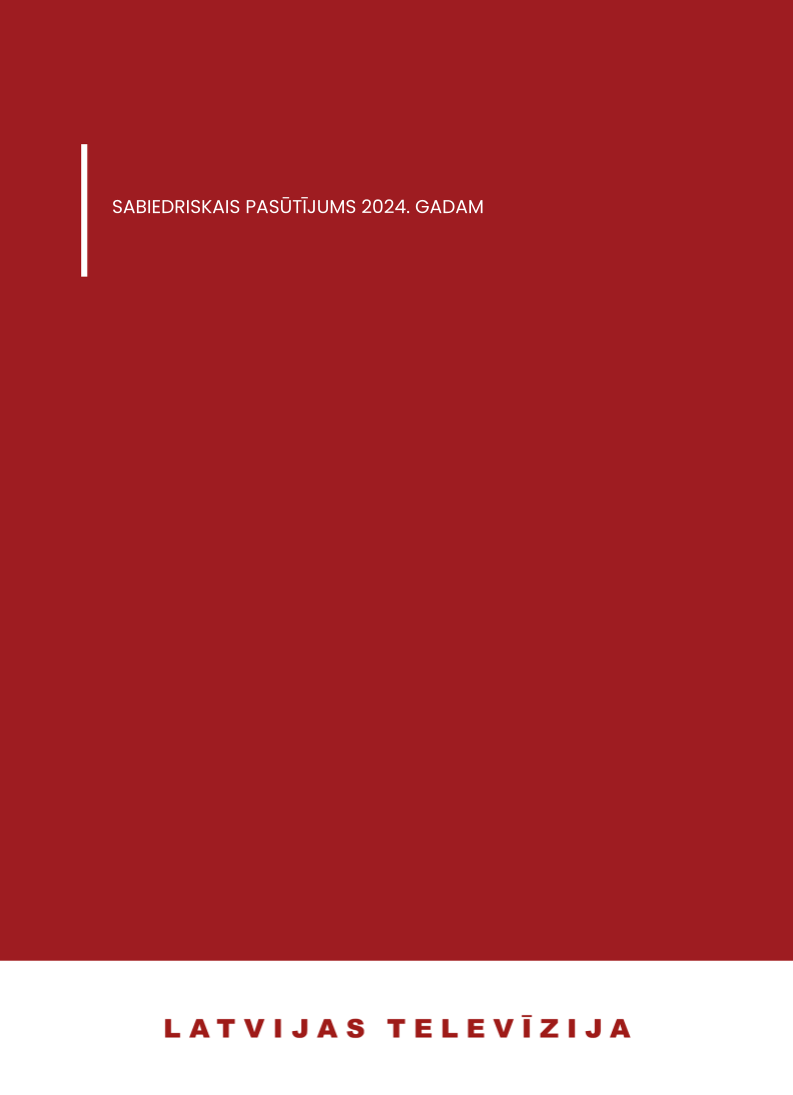 SABIEDRISKAIS PASŪTĪJUMS 2024. GADAM
LATVIJAS TELEVĪZIJA